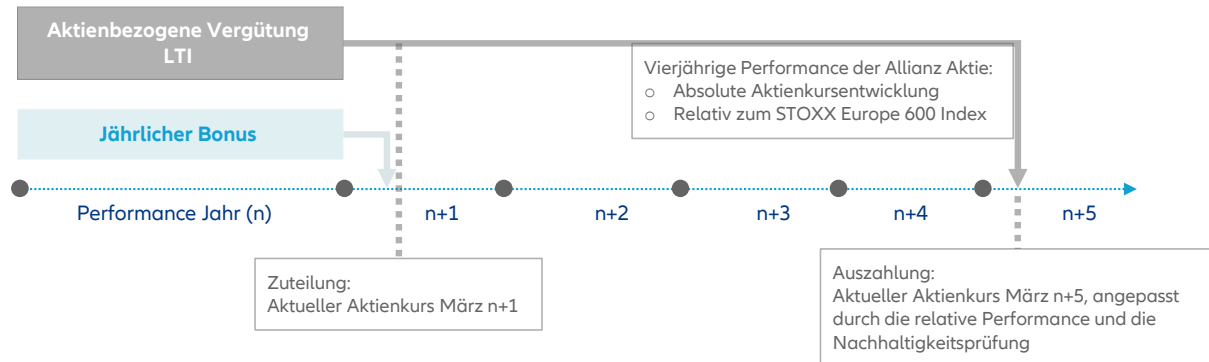 Aktienbezogene Vergütung
LTI
Vierjährige Performance der Allianz Aktie:
○ Absolute Aktienkursentwicklung
○ Relativ zum STOXX Europe 600 Index
Jährlicher Bonus
Performance Jahr (n)
n+1
n+2
n+3
n+4
n+5
Zuteilung:
Aktueller Aktienkurs März n+1
Auszahlung:
Aktueller Aktienkurs März n+5, angepasst
durch die relative Performance und die
Nachhaltigkeitsprüfung